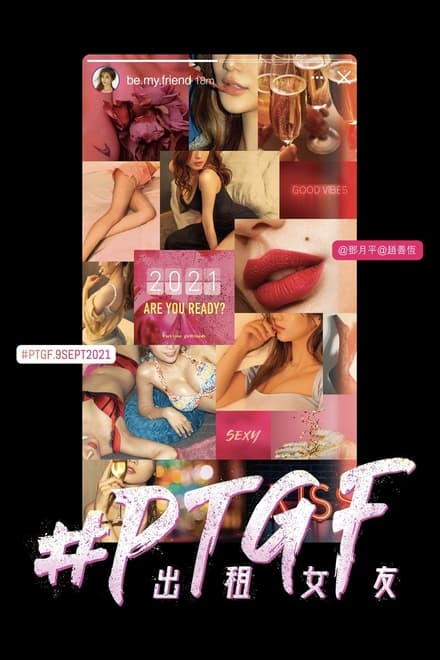 be.my.friend 18m
GOOD VIBES
@鄧月平@趙善恆
2021
ARE YOU READY?
#PTGF.9SEPT2021
SEXY
#PTGF
出租女友